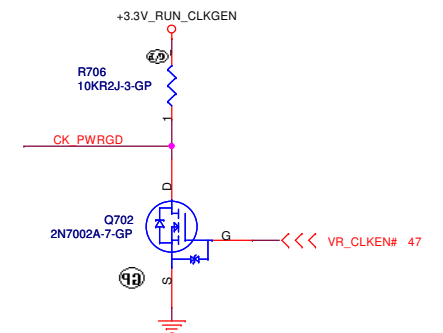 +3.3V_RUN_CLKGEN
R706
10KR2J-3-GP
1
CK_PWRGD
D
Q702
2N7002A-7-GP
G
VR_CLKEN# 47
S